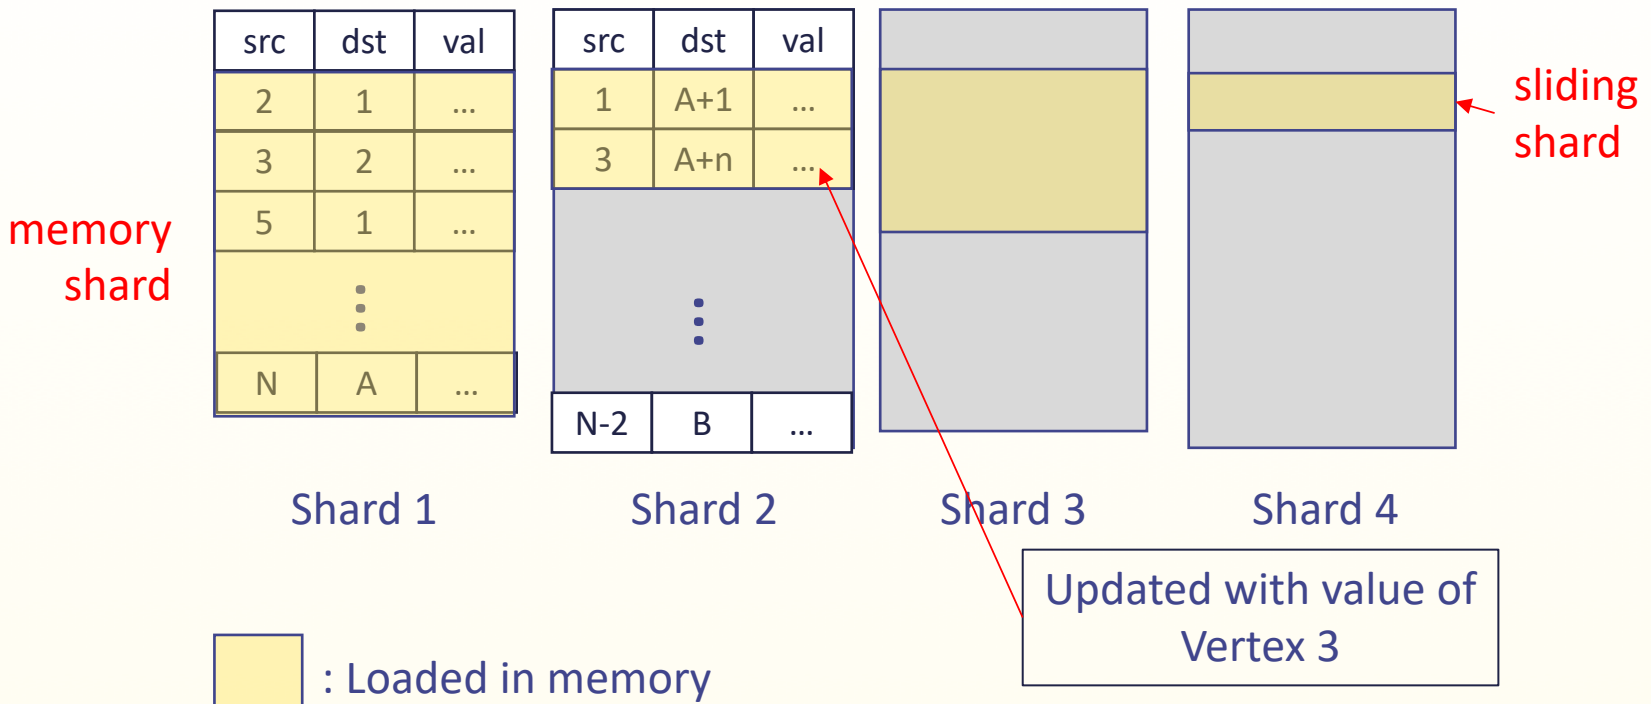 src dst val
2 1 ...
3 2 ...
5 1 ...
N A ...
src dst val
1 A+1 ...
3 A+n ...
N-2 B ...
memory
shard
sliding
shard
Shard 1
Shard 2
Shard 3
Shard 4
Updated with value of
Vertex 3
: Loaded in memory